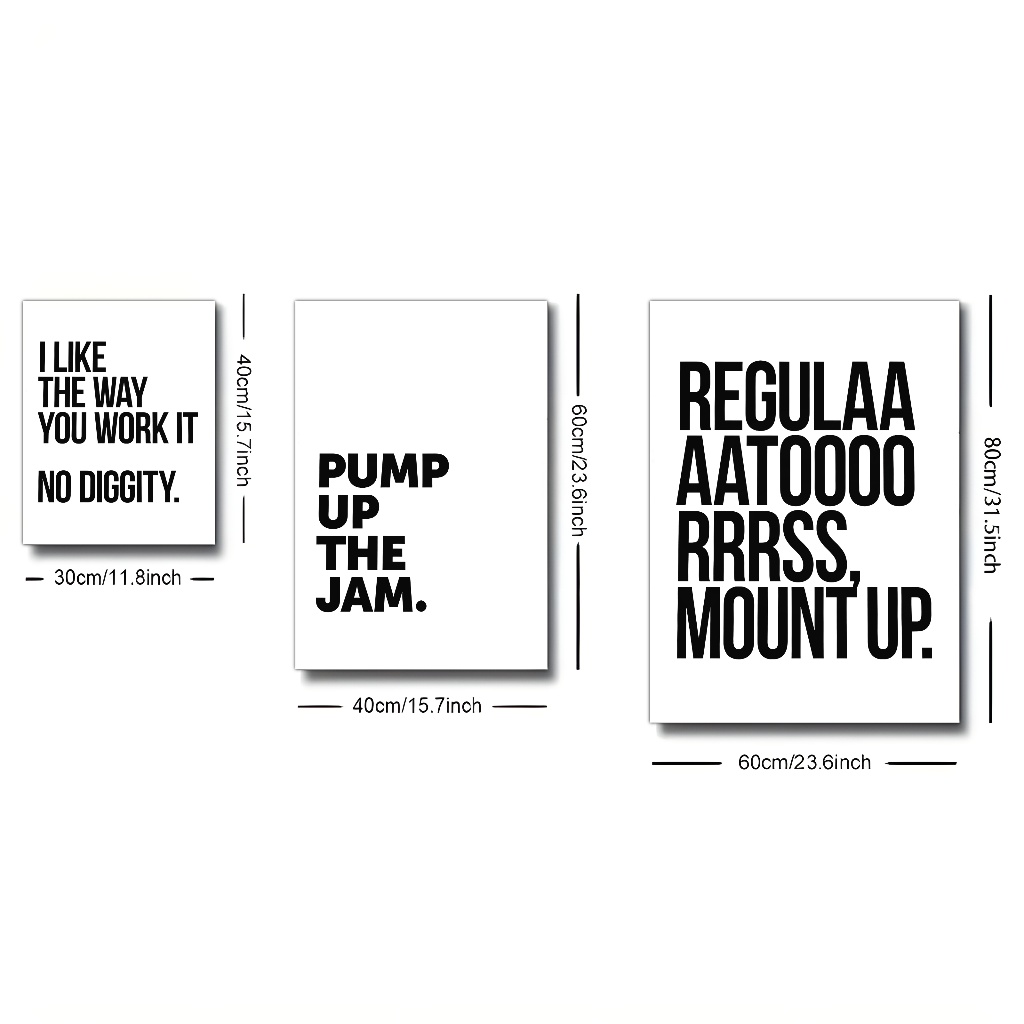 I LIKE
THE WAY
YOU WORK IT
NO DIGGITY.
40cm/15.7inch
30cm/11.8inch
PUMP
UP
THE
JAM.
60cm/23.6inch
40cm/15.7inch
REGULAA
AATOOOO
RRRSS,
MOUNT UP.
80cm/31.5inch
60cm/23.6inch